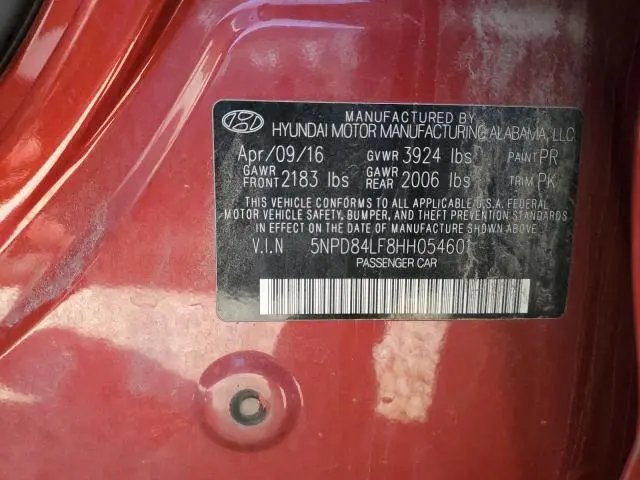 MANUFACTURED BY
HYUNDAI MOTOR MANUFACTURING ALABAMA, LLC
Apr/09/16 GVWR 3924 lbs PAINT PR
GAWR FRONT 2183 lbs GAWR REAR 2006 lbs TRIM PK
THIS VEHICLE CONFORMS TO ALL APPLICABLE U.S.A. FEDERAL
MOTOR VEHICLE SAFETY, BUMPER, AND THEFT PREVENTION
STANDARDS IN EFFECT ON THE DATE OF MANUFACTURE SHOWN
ABOVE.
V.I.N 5NPD84LF8HH054601
PASSENGER CAR